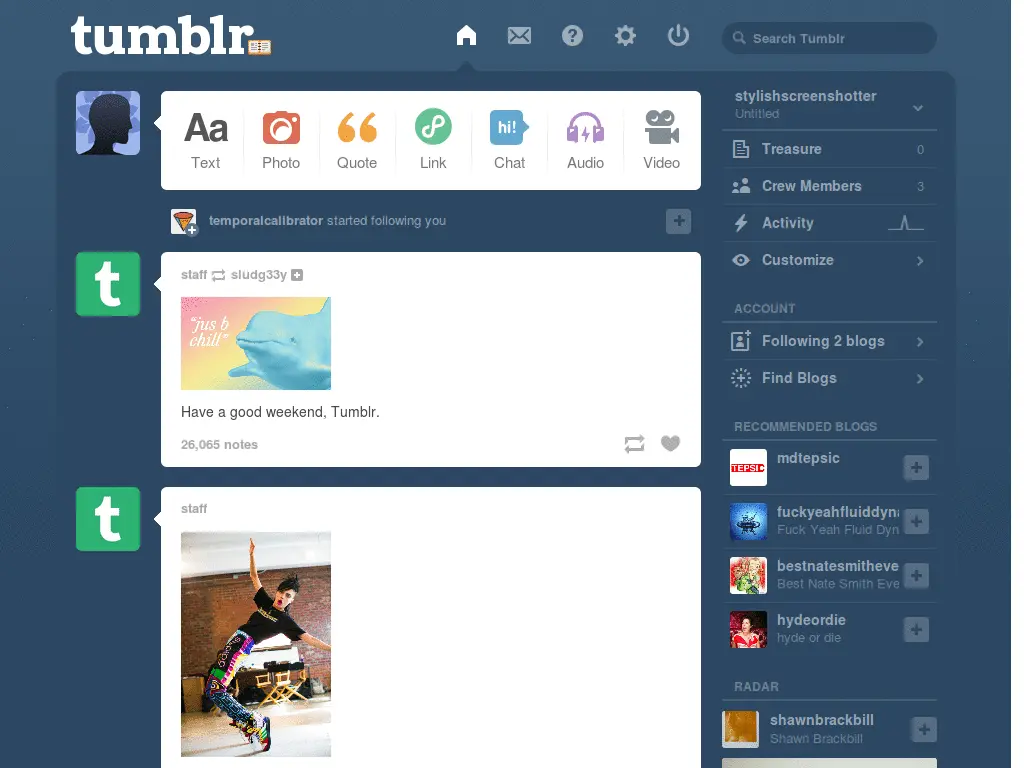 tumblr
Search Tumblr
Aa
Text
Photo
Quote
Link
hi!
Chat
Audio
Video
temporalcalibrator started following you
t
staff sludg33y
“jus b
chill”
Have a good weekend, Tumblr.
26,065 notes
t
staff
stylishscreenshotter
Untitled
Treasure 0
Crew Members 3
Activity
Customize
ACCOUNT
Following 2 blogs
Find Blogs
RECOMMENDED BLOGS
TEPSIC
mdtepsic
fuckyeahfluiddyn
Fuck Yeah Fluid Dyn
bestnatesmitheve
Best Nate Smith Eve
hydeordie
hyde or die
RADAR
shawnbrackbill
Shawn Brackbill